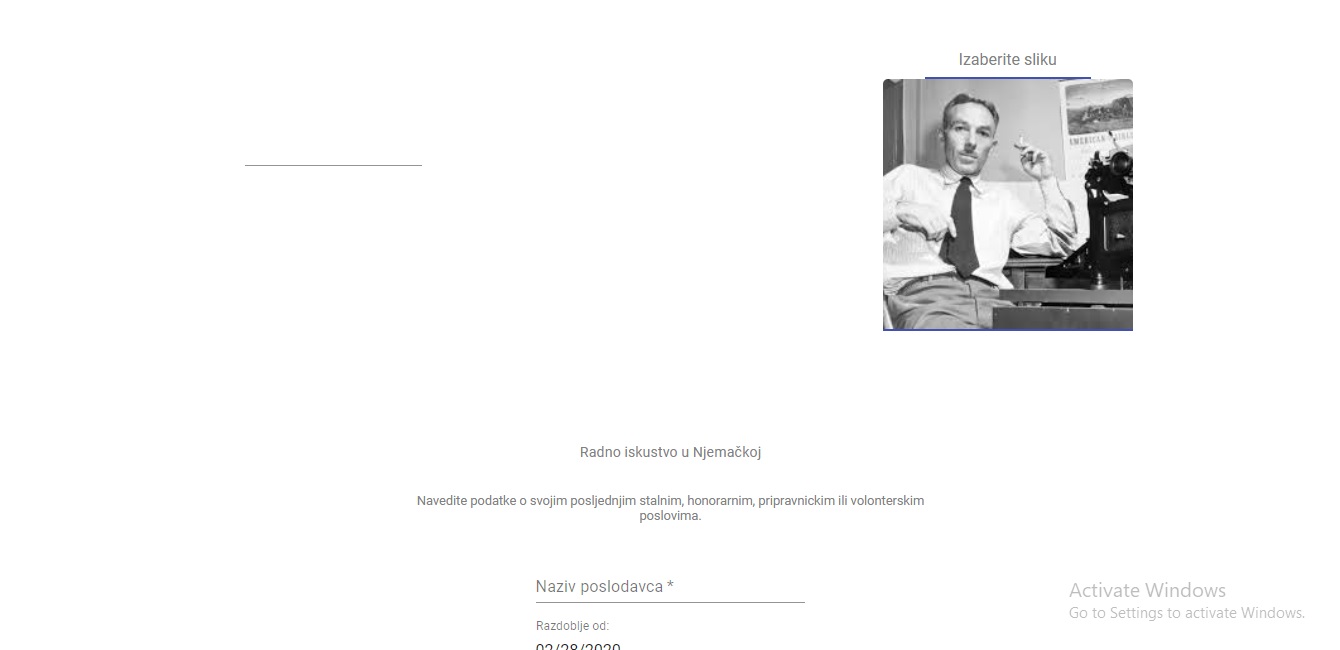 Izaberite sliku
AMERICAN
Radno iskustvo u Njemačkoj
Navedite podatke o svojim posljednjim stalnim, honorarnim, pripravnickim ili volonterskim
poslovima.
Naziv poslodavca *
Razdoblje od:
02/28/2020
Activate Windows
Go to Settings to activate Windows.